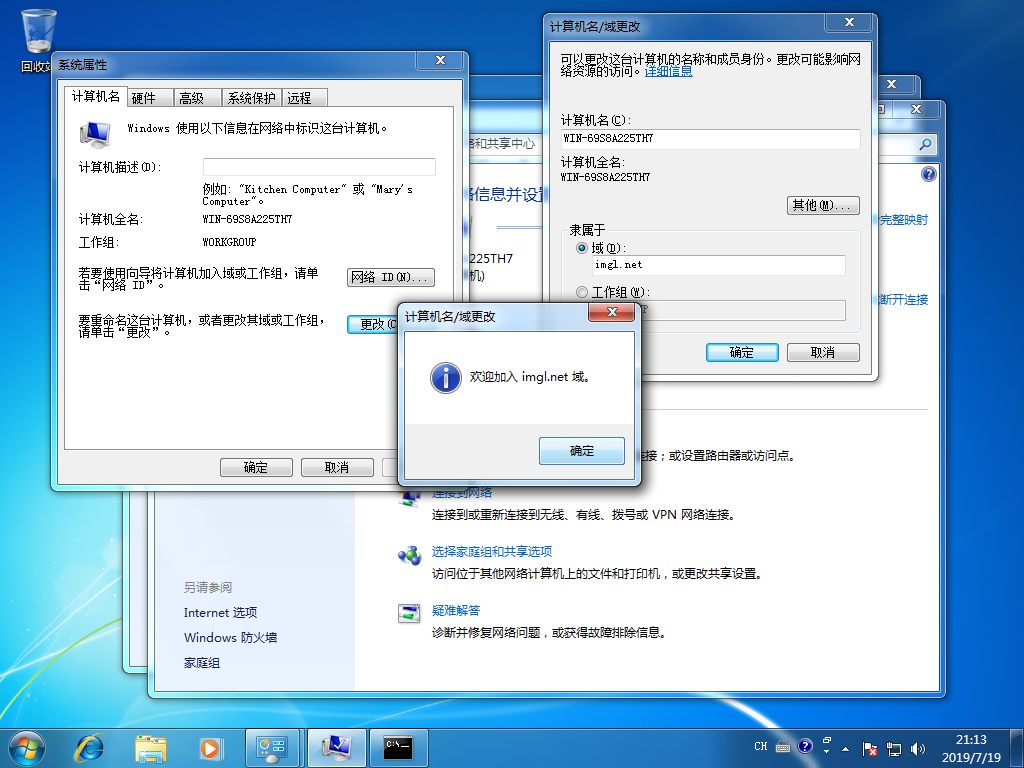 回收站
系统属性
计算机名
硬件
高级
系统保护
远程
Windows 使用以下信息在网络中标识这台计算机。
计算机描述(D):
例如: "Kitchen Computer" 或 "Mary's
Computer"。
计算机全名:
WIN-69S8A225TH7
工作组:
WORKGROUP
若要使用向导将计算机加入域或工作组，请单
击"网络 ID"。
网络 ID(N)...
要重命名这台计算机，或者更改其域或工作组，
请单击"更改"。
更改(C
确定
取消
计算机名/域更改
可以更改这台计算机的名称和成员身份。更改可能影响网
络资源的访问。详细信息
计算机名(C):
WIN-69S8A225TH7
计算机全名:
WIN-69S8A225TH7
其他(M)...
隶属于
域(D):
imgl.net
工作组(W):
确定
取消
计算机名/域更改
欢迎加入 imgl.net 域。
确定
络和共享中心
络信息并设置
225TH7
机)
完整映射
断开连接
连接；或设置路由器或访问点。
连接到网络
连接到或重新连接到无线、有线、拨号或 VPN 网络连接。
选择家庭组和共享选项
访问位于其他网络计算机上的文件和打印机，或更改共享设置。
疑难解答
诊断并修复网络问题，或获得故障排除信息。
另请参阅
Internet 选项
Windows 防火墙
家庭组
C:\_
CH
21:13
2019/7/19